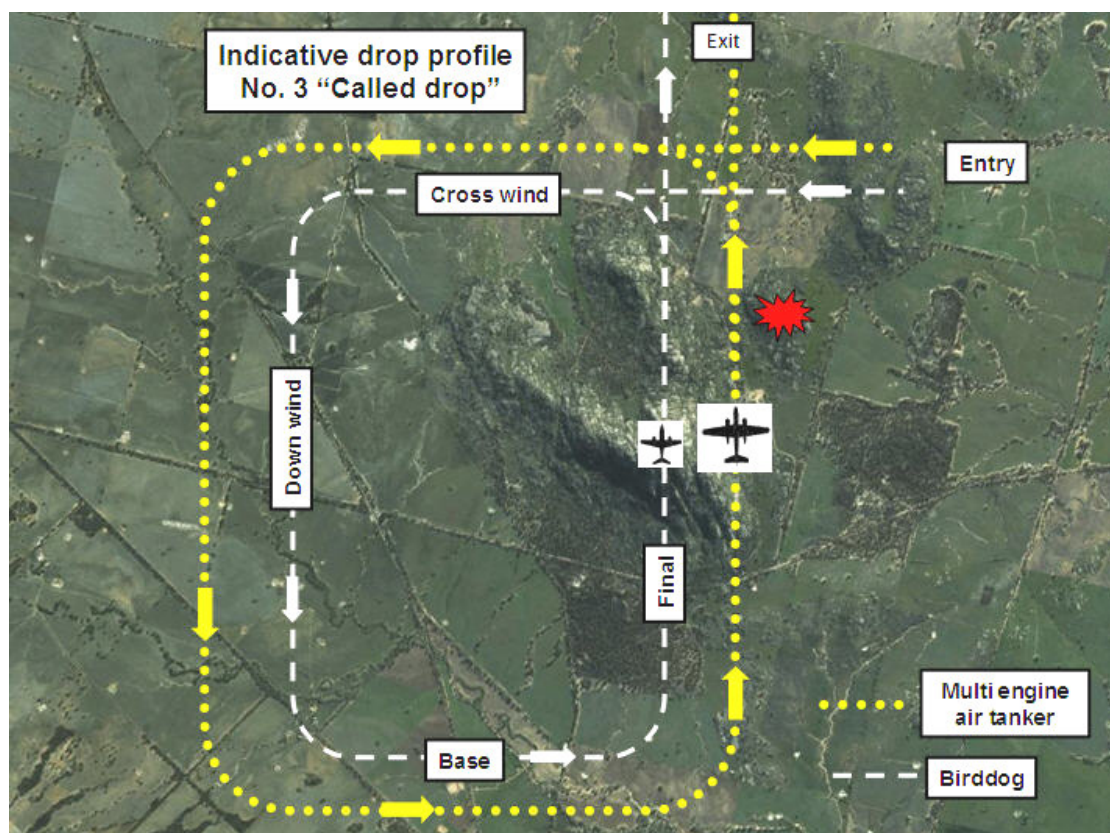 Indicative drop profile
No. 3 “Called drop”
Exit
Entry
Cross wind
Down wind
Final
Base
Multi engine
air tanker
Birddog